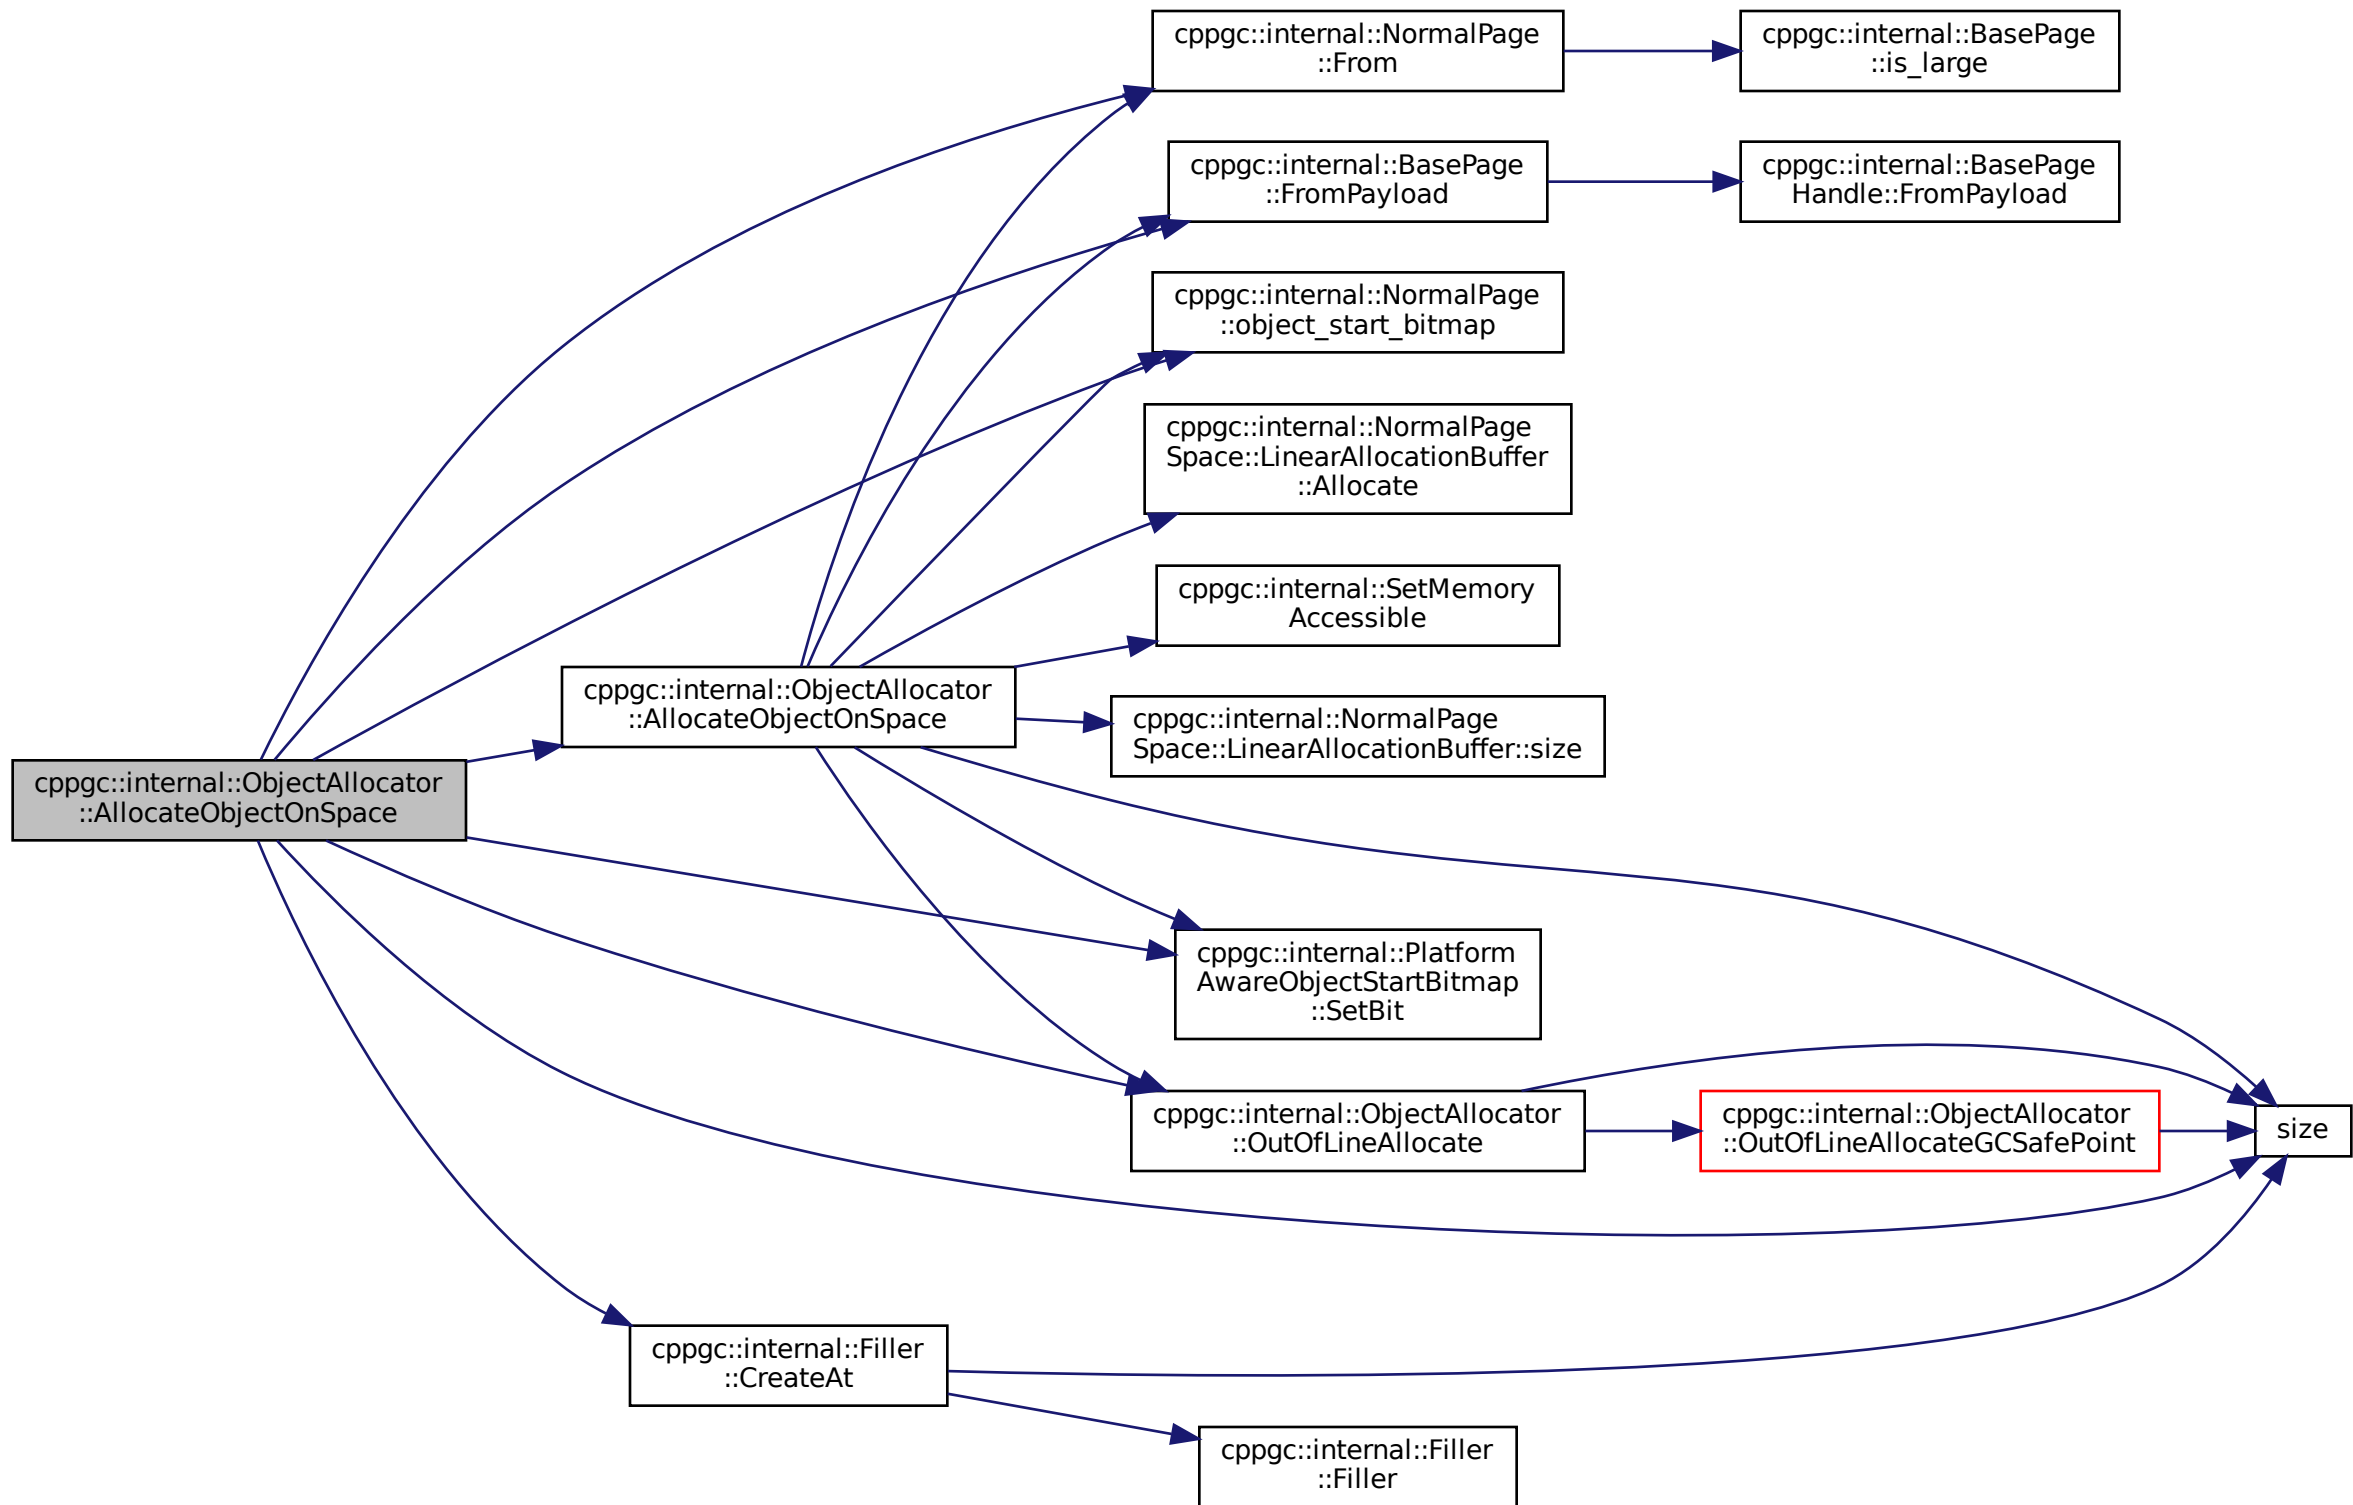 cppgc::internal::NormalPage
::From
cppgc::internal::BasePage
::is_large
cppgc::internal::BasePage
::FromPayload
cppgc::internal::BasePage
Handle::FromPayload
cppgc::internal::NormalPage
::object_start_bitmap
cppgc::internal::NormalPage
Space::LinearAllocationBuffer
::Allocate
cppgc::internal::SetMemory
Accessible
cppgc::internal::ObjectAllocator
::AllocateObjectOnSpace
cppgc::internal::NormalPage
Space::LinearAllocationBuffer::size
cppgc::internal::ObjectAllocator
::AllocateObjectOnSpace
cppgc::internal::Platform
AwareObjectStartBitmap
::SetBit
cppgc::internal::ObjectAllocator
::OutOfLineAllocate
cppgc::internal::ObjectAllocator
::OutOfLineAllocateGCSafePoint
size
cppgc::internal::Filler
::CreateAt
cppgc::internal::Filler
::Filler